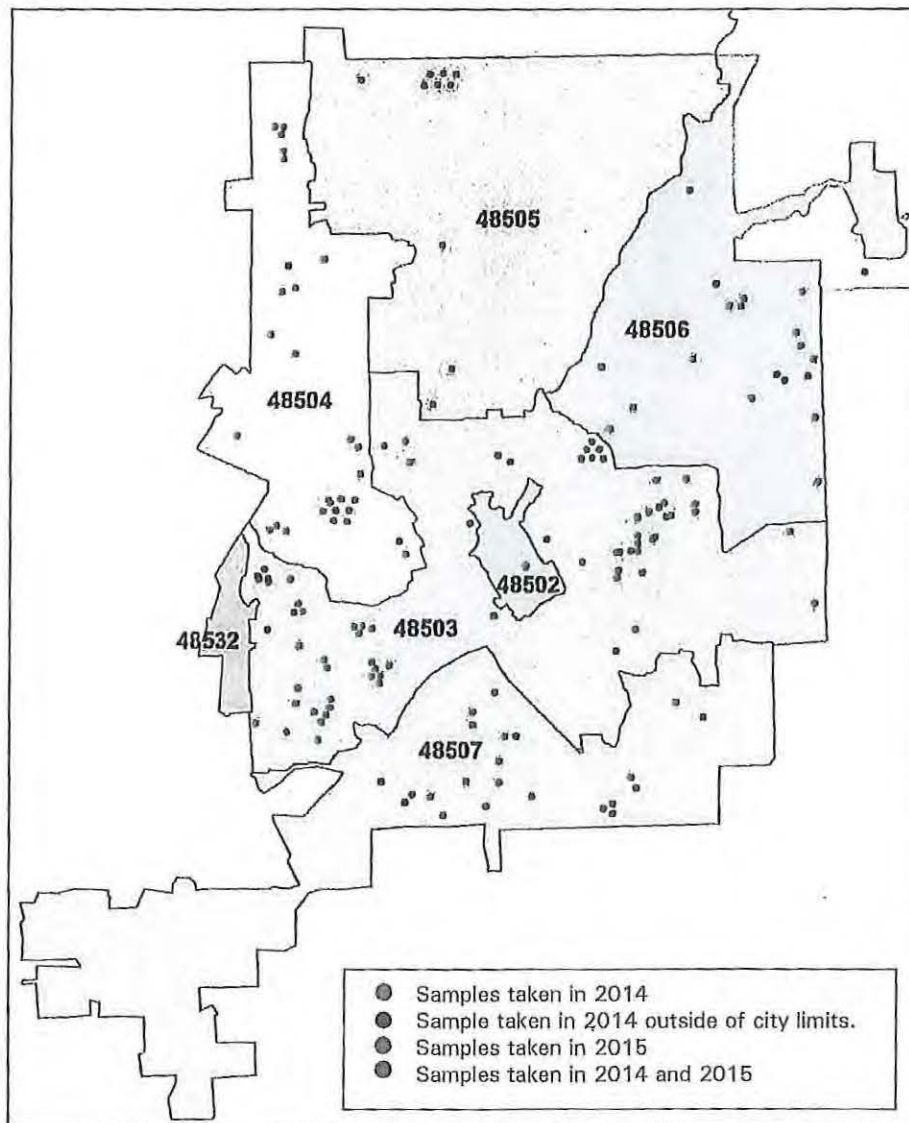 48505
48506
48504
48502
48503
48532
48507
Samples taken in 2014
Sample taken in 2014 outside of city limits.
Samples taken in 2015
Samples taken in 2014 and 2015